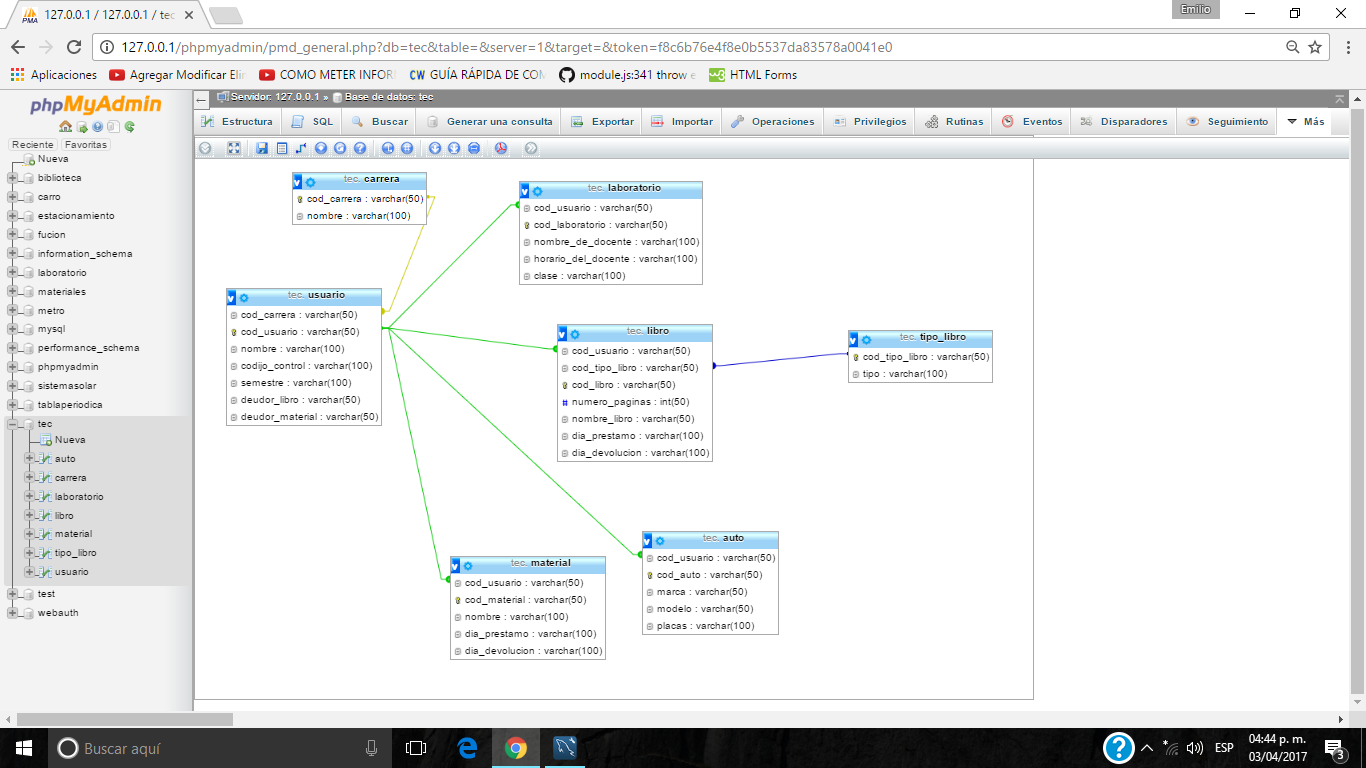 Emilio
PMA
127.0.0.1 / 127.0.0.1 / tec
127.0.0.1/phpmyadmin/pmd_general.php?db=tec&table=&server=1&target=&token=f8c6b76e4f8e0b5537da83578a0041e0
Aplicaciones
Agregar Modificar Elin
COMO METER INFOR
CW GUÍA RÁPIDA DE COM
module.js:341 throw e
w3 HTML Forms
phpMyAdmin
Servidor: 127.0.0.1 » Base de datos: tec
Estructura SQL Buscar Generar una consulta Exportar Importar Operaciones Privilegios Rutinas Eventos Disparadores Seguimiento Más
Reciente Favoritas
Nueva
biblioteca
carro
estacionamiento
fucion
information_schema
laboratorio
materiales
metro
mysql
performance_schema
phpmyadmin
sistemasolar
tablaperiodica
tec
Nueva
auto
carrera
laboratorio
libro
material
tipo_libro
usuario
test
webauth
tec. carrera
cod_carrera : varchar(50)
nombre : varchar(100)
tec. laboratorio
cod_usuario : varchar(50)
cod_laboratorio : varchar(50)
nombre_de_docente : varchar(100)
horario_del_docente : varchar(100)
clase : varchar(100)
tec. usuario
cod_carrera : varchar(50)
cod_usuario : varchar(50)
nombre : varchar(100)
codijo_control : varchar(100)
semestre : varchar(100)
deudor_libro : varchar(50)
deudor_material : varchar(50)
tec. libro
cod_usuario : varchar(50)
cod_tipo_libro : varchar(50)
cod_libro : varchar(50)
# numero_paginas : int(50)
nombre_libro : varchar(50)
dia_prestamo : varchar(100)
dia_devolucion : varchar(100)
tec. tipo_libro
cod_tipo_libro : varchar(50)
tipo : varchar(100)
tec. material
cod_usuario : varchar(50)
cod_material : varchar(50)
nombre : varchar(100)
dia_prestamo : varchar(100)
dia_devolucion : varchar(100)
tec. auto
cod_usuario : varchar(50)
cod_auto : varchar(50)
marca : varchar(50)
modelo : varchar(50)
placas : varchar(100)
Buscar aquí
ESP
04:44 p. m.
03/04/2017
3